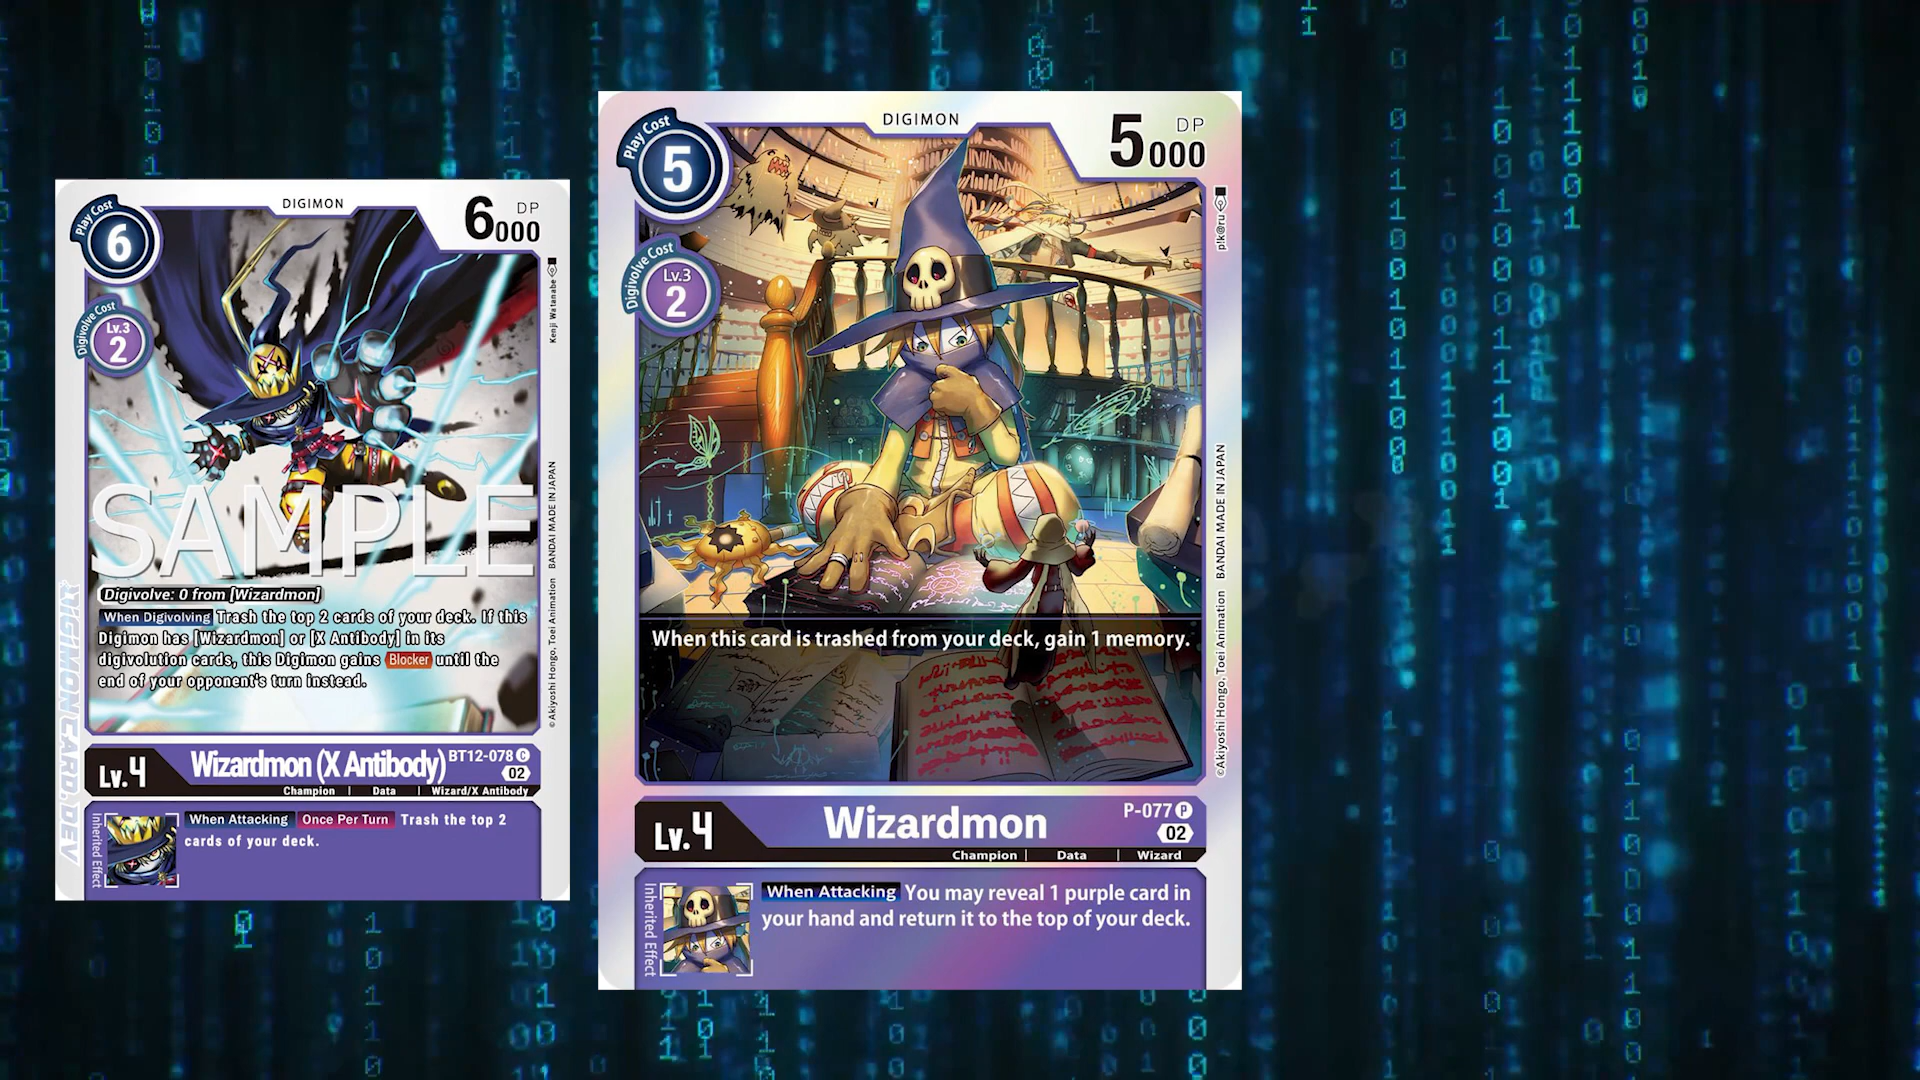 Play Cost
6
DIGIMON
6000 DP
Digivolve Cost
Lv.3
2
Kenji Watanabe
SAMPLE
©Akiyoshi Hongo, Toei Animation BANDAI MADE IN JAPAN
DIGIMONCARD.DEV
Digivolve: 0 from [Wizardmon]
When Digivolving Trash the top 2 cards of your deck. If this
Digimon has [Wizardmon] or [X Antibody] in its
digivolution cards, this Digimon gains Blocker until the
end of your opponent's turn instead.
Lv.4
Wizardmon (X Antibody) BT12-078 C
02
Champion | Data | Wizard/X Antibody
Inherited Effect
When Attacking Once Per Turn Trash the top 2
cards of your deck.
Play Cost
5
DIGIMON
5000 DP
Digivolve Cost
Lv.3
2
p!k@ru
©Akiyoshi Hongo, Toei Animation BANDAI MADE IN JAPAN
When this card is trashed from your deck, gain 1 memory.
Lv.4
Wizardmon
P-077 P
02
Champion | Data | Wizard
Inherited Effect
When Attacking You may reveal 1 purple card in
your hand and return it to the top of your deck.